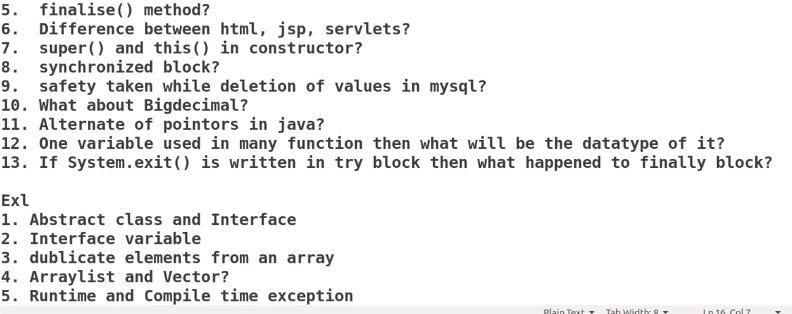 5.  finalise() method?
6.  Difference between html, jsp, servlets?
7.  super() and this() in constructor?
8.  synchronized block?
9.  safety taken while deletion of values in mysql?
10. What about Bigdecimal?
11. Alternate of pointors in java?
12. One variable used in many function then what will be the datatype of it?
13. If System.exit() is written in try block then what happened to finally block?

Exl
1. Abstract class and Interface
2. Interface variable
3. dublicate elements from an array
4. Arraylist and Vector?
5. Runtime and Compile time exception
Plain Text Tab Width: 8 Ln 16, Col 7